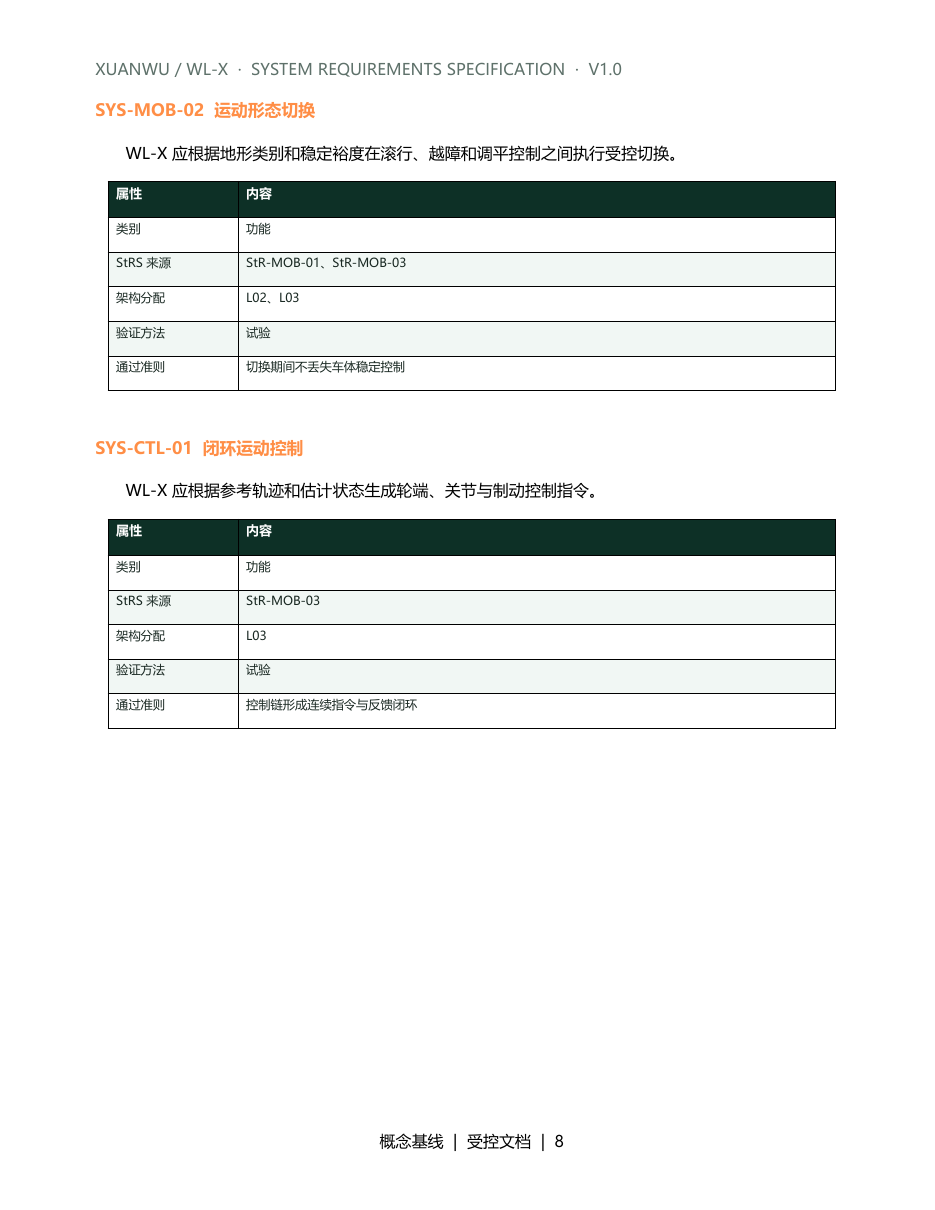 XUANWU / WL-X · SYSTEM REQUIREMENTS SPECIFICATION · V1.0
SYS-MOB-02 运动形态切换
WL-X 应根据地形类别和稳定裕度在滚行、越障和调平控制之间执行受控切换。
属性 内容
类别 功能
StRS 来源 StR-MOB-01、StR-MOB-03
架构分配 L02、L03
验证方法 试验
通过准则 切换期间不丢失车体稳定控制
SYS-CTL-01 闭环运动控制
WL-X 应根据参考轨迹和估计状态生成轮端、关节与制动控制指令。
属性 内容
类别 功能
StRS 来源 StR-MOB-03
架构分配 L03
验证方法 试验
通过准则 控制链形成连续指令与反馈闭环
概念基线 | 受控文档 | 8